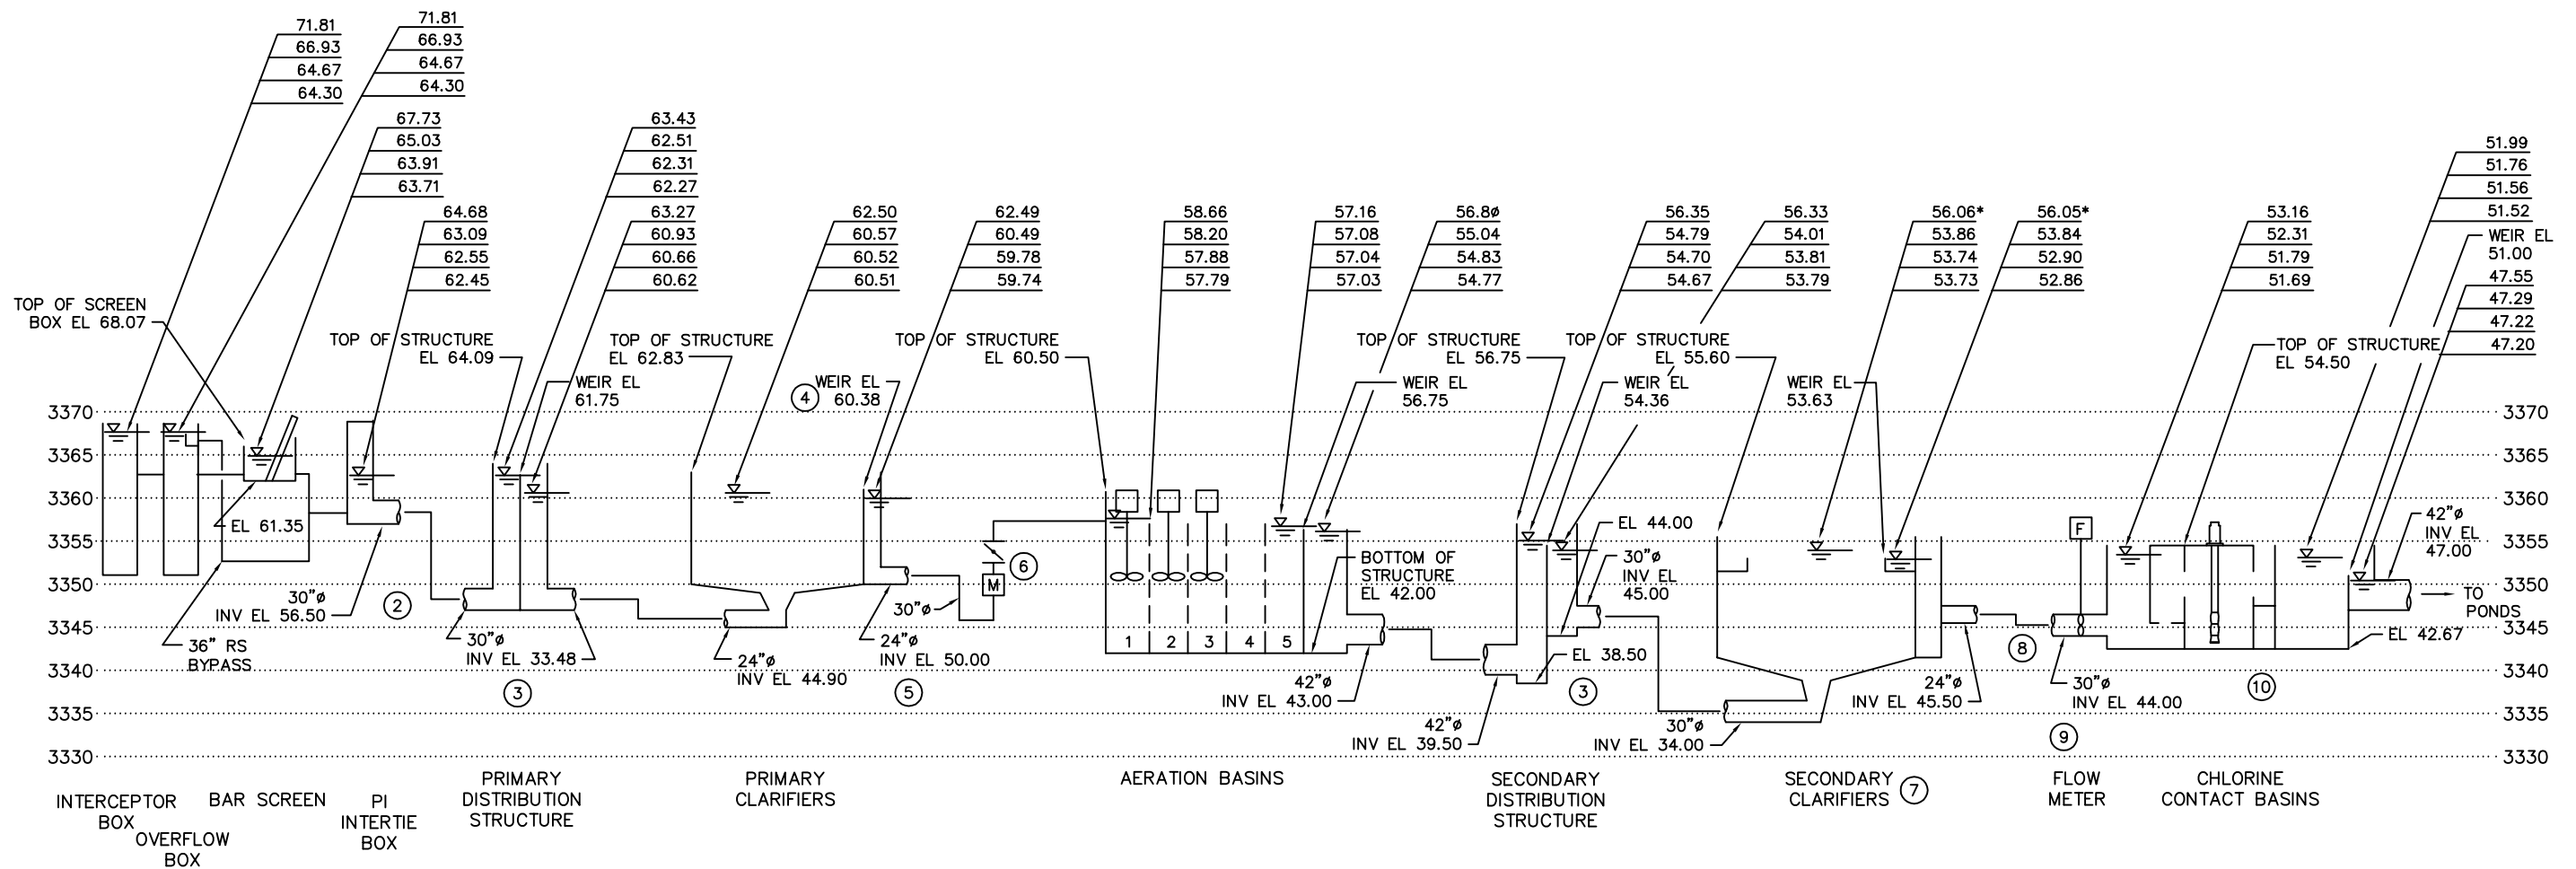 71.81
66.93
64.67
64.30
71.81
66.93
64.67
64.30
67.73
65.03
63.91
63.71
64.68
63.09
62.55
62.45
63.43
62.51
62.31
62.27
63.27
60.93
60.66
60.62
62.50
60.57
60.52
60.51
62.49
60.49
59.78
59.74
58.66
58.20
57.88
57.79
57.16
57.08
57.04
57.03
56.8ø
55.04
54.83
54.77
56.35
54.79
54.70
54.67
56.33
54.01
53.81
53.79
56.06*
53.86
53.74
53.73
56.05*
53.84
52.90
52.86
53.16
52.31
51.79
51.69
51.99
51.76
51.56
51.52
WEIR EL
51.00
47.55
47.29
47.22
47.20
TOP OF SCREEN
BOX EL 68.07
TOP OF STRUCTURE
EL 64.09
WEIR EL
61.75
TOP OF STRUCTURE
EL 62.83
4
WEIR EL
60.38
TOP OF STRUCTURE
EL 60.50
WEIR EL
56.75
TOP OF STRUCTURE
EL 56.75
WEIR EL
54.36
TOP OF STRUCTURE
EL 55.60
WEIR EL
53.63
TOP OF STRUCTURE
EL 54.50
3370
3365
3360
3355
3350
3345
3340
3335
3330
3370
3365
3360
3355
3350
3345
3340
3335
3330
EL 61.35
30"ø
INV EL 56.50
2
36" RS
BYPASS
30"ø
INV EL 33.48
3
24"ø
INV EL 44.90
30"ø
24"ø
INV EL 50.00
5
M
6
1
2
3
4
5
BOTTOM OF
STRUCTURE
EL 42.00
42"ø
INV EL 43.00
42"ø
INV EL 39.50
EL 38.50
3
EL 44.00
30"ø
INV EL
45.00
30"ø
INV EL 34.00
24"ø
INV EL 45.50
8
F
30"ø
INV EL 44.00
9
10
42"ø
INV EL
47.00
TO
PONDS
EL 42.67
INTERCEPTOR
BOX
OVERFLOW
BOX
BAR SCREEN
PI
INTERTIE
BOX
PRIMARY
DISTRIBUTION
STRUCTURE
PRIMARY
CLARIFIERS
AERATION BASINS
SECONDARY
DISTRIBUTION
STRUCTURE
SECONDARY
CLARIFIERS
7
FLOW
METER
CHLORINE
CONTACT BASINS